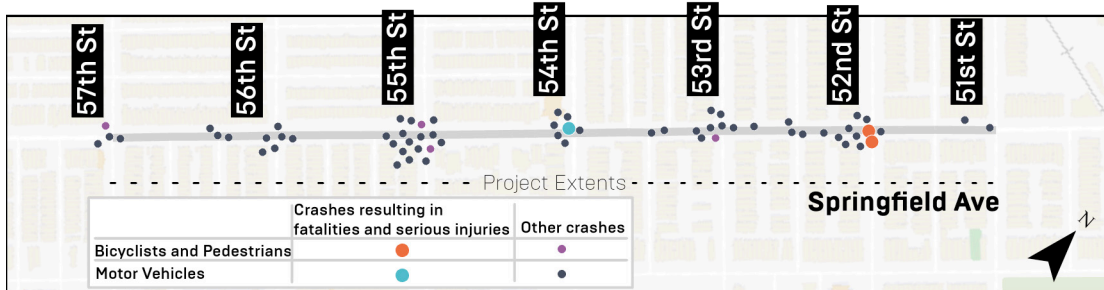 57th St
56th St
55th St
54th St
53rd St
52nd St
51st St
Project Extents
Springfield Ave
N
Crashes resulting in
fatalities and serious injuries
Other crashes
Bicyclists and Pedestrians
Motor Vehicles